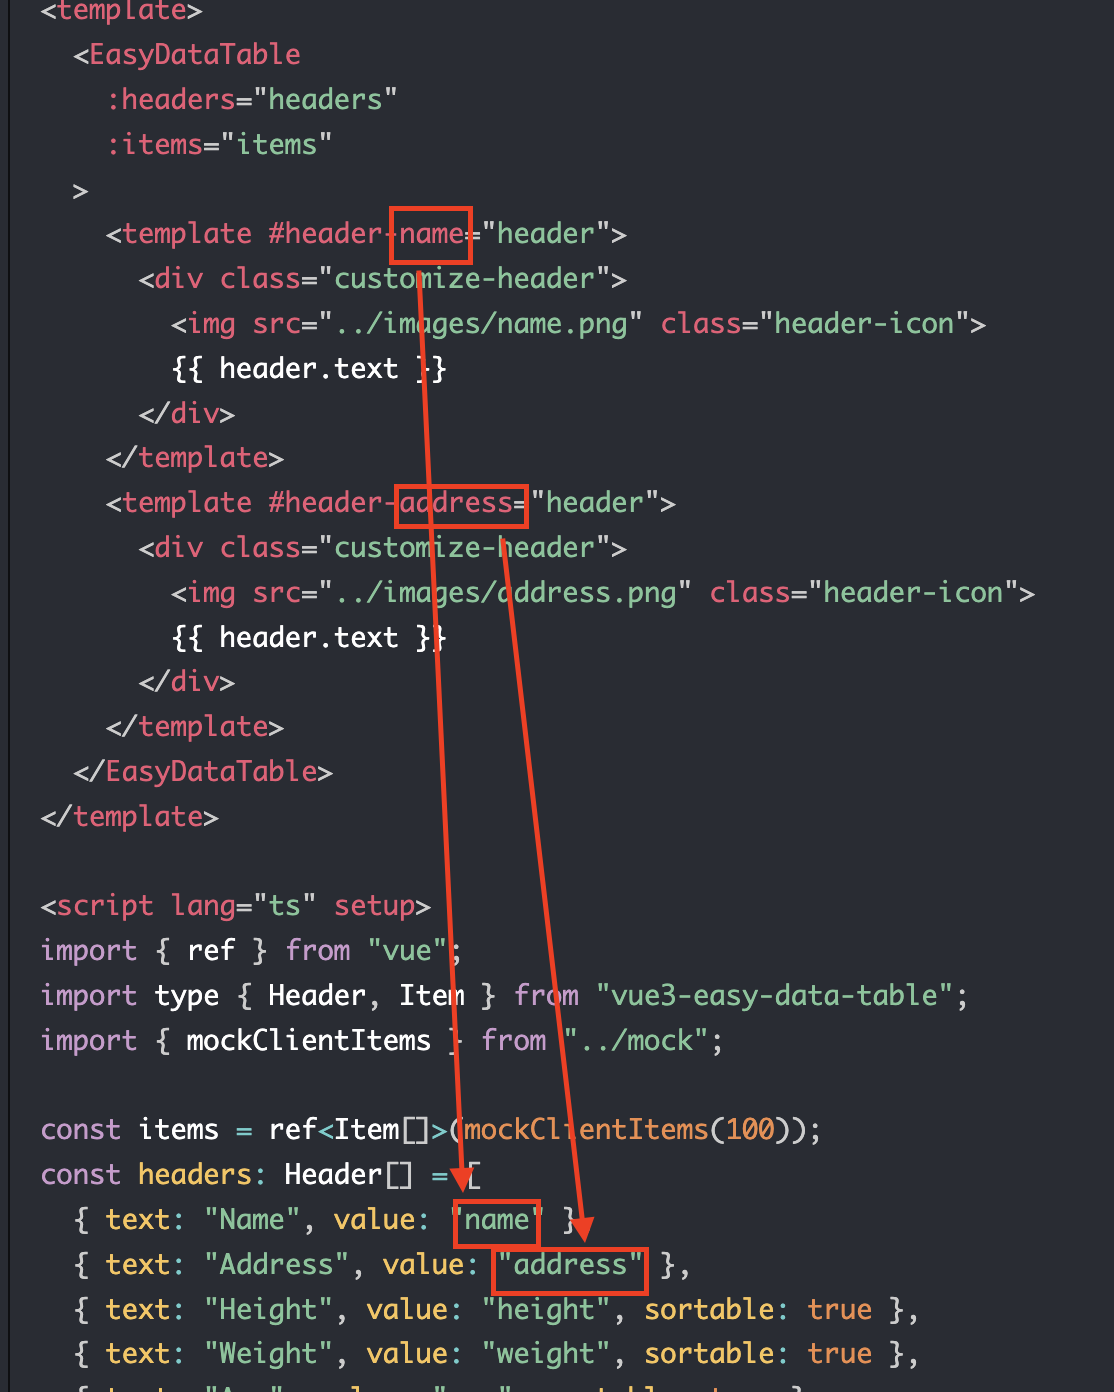 <template>
  <EasyDataTable
    :headers="headers"
    :items="items"
  >
    <template #header-name="header">
      <div class="customize-header">
        <img src="../images/name.png" class="header-icon">
        {{ header.text }}
      </div>
    </template>
    <template #header-address="header">
      <div class="customize-header">
        <img src="../images/address.png" class="header-icon">
        {{ header.text }}
      </div>
    </template>
  </EasyDataTable>
</template>

<script lang="ts" setup>
import { ref } from "vue";
import type { Header, Item } from "vue3-easy-data-table";
import { mockClientItems } from "../mock";

const items = ref<Item[]>(mockClientItems(100));
const headers: Header[] = [
  { text: "Name", value: "name" }
  { text: "Address", value: "address" },
  { text: "Height", value: "height", sortable: true },
  { text: "Weight", value: "weight", sortable: true },